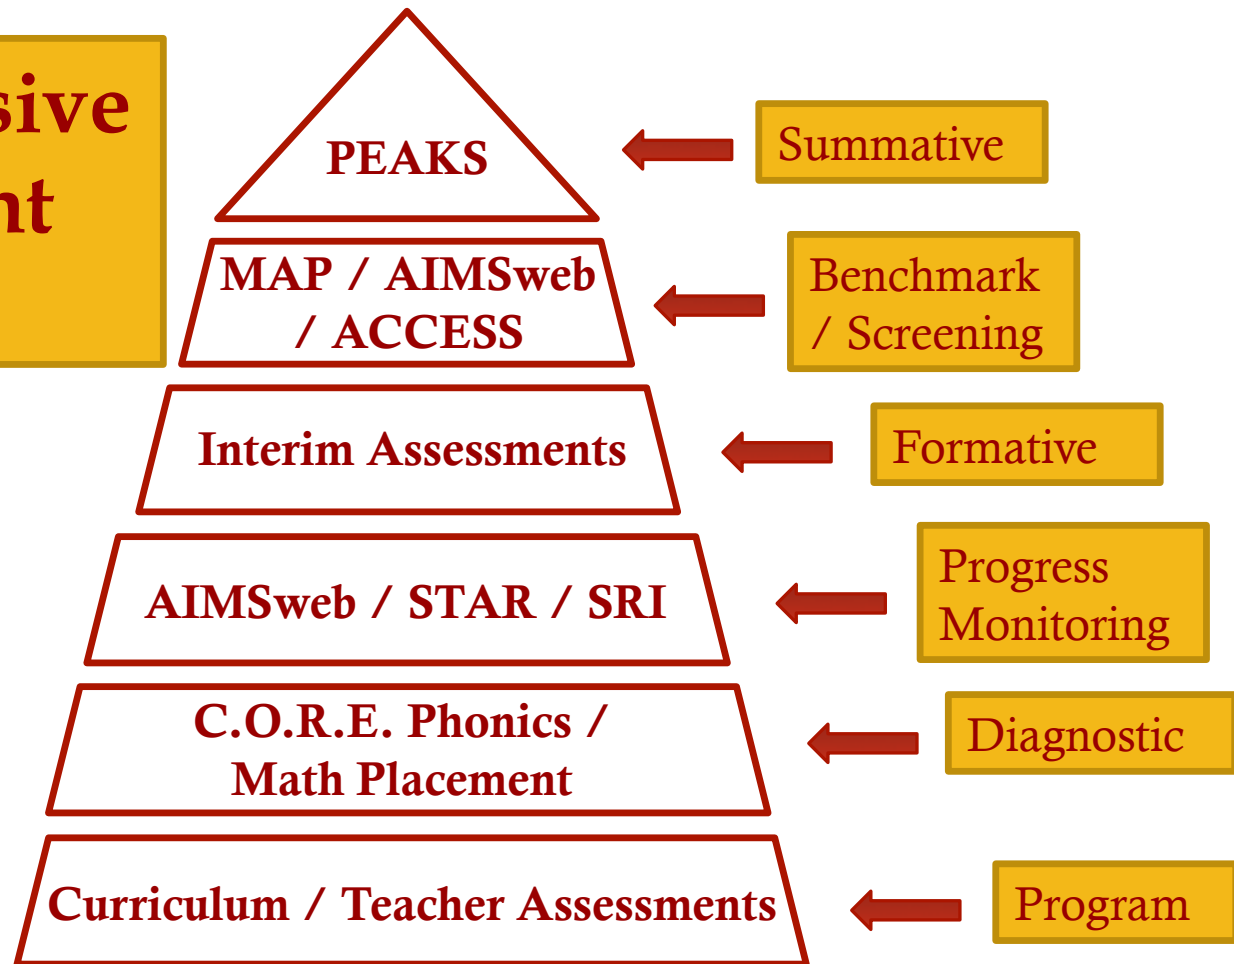 sive
nt
PEAKS
Summative
MAP / AIMSweb
/ ACCESS
Benchmark
/ Screening
Interim Assessments
Formative
AIMSweb / STAR / SRI
Progress
Monitoring
C.O.R.E. Phonics /
Math Placement
Diagnostic
Curriculum / Teacher Assessments
Program